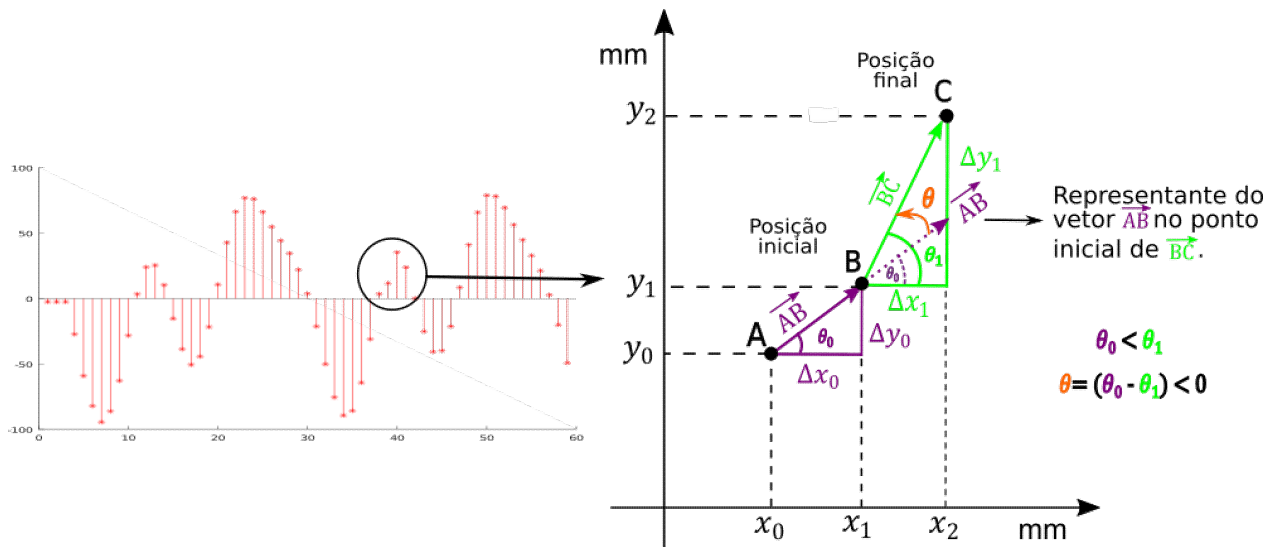 100
50
0
-50
-100
0
10
20
30
40
50
60
mm
Posição
final
C
y₂
Δy₁
BC
θ
AB
Representante do
vetor AB no ponto
inicial de BC.
Posição
inicial
B
θ₁
θ₀
y₁
Δx₁
AB
A
θ₀
Δy₀
y₀
Δx₀
θ₀ < θ₁
θ= (θ₀ - θ₁) < 0
x₀
x₁
x₂
mm